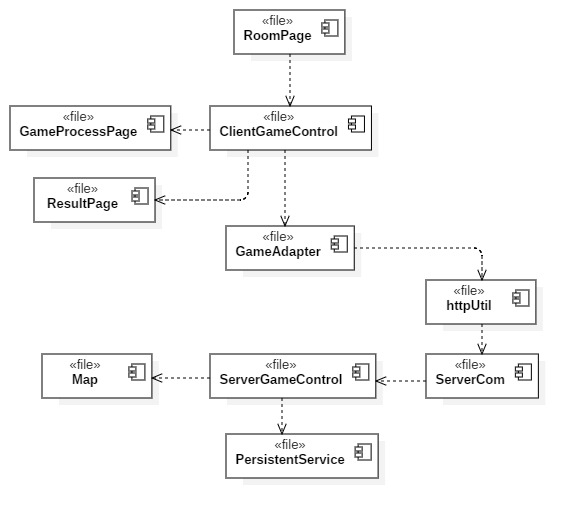 «file»
RoomPage
«file»
GameProcessPage
«file»
ClientGameControl
«file»
ResultPage
«file»
GameAdapter
«file»
httpUtil
«file»
Map
«file»
ServerGameControl
«file»
ServerCom
«file»
PersistentService